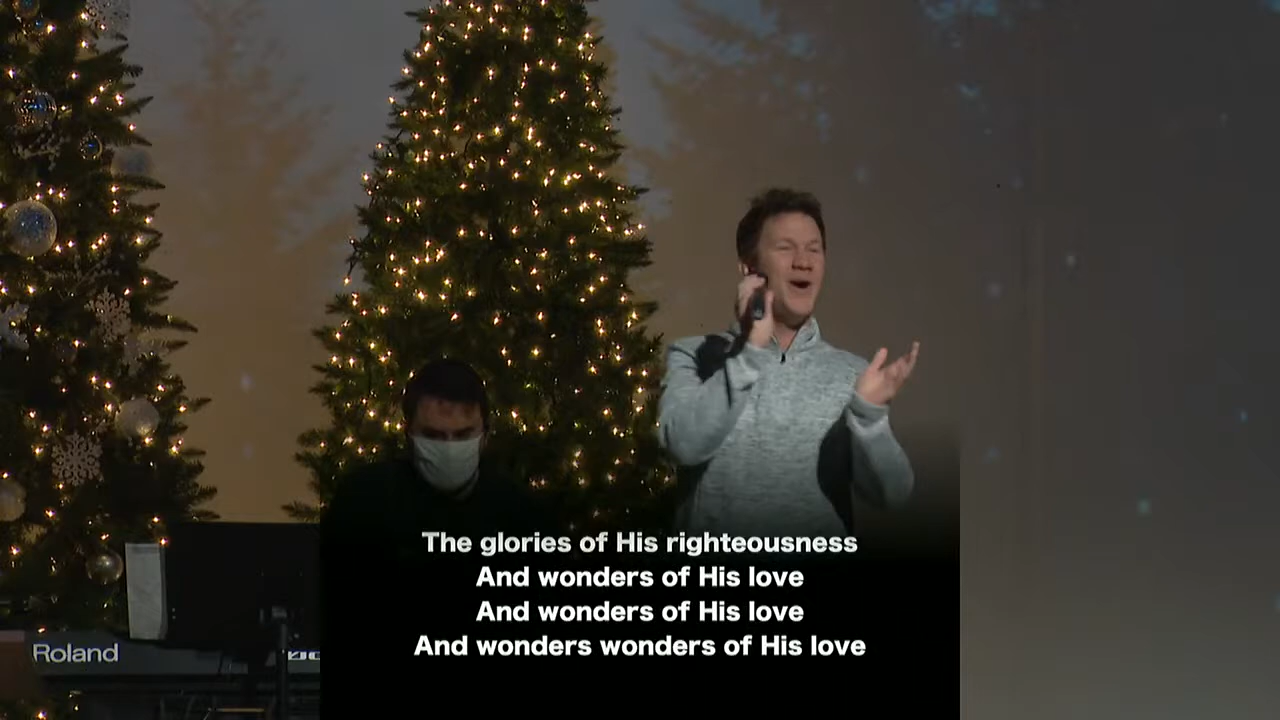 The glories of His righteousness
And wonders of His love
And wonders of His love
And wonders wonders of His love
Roland